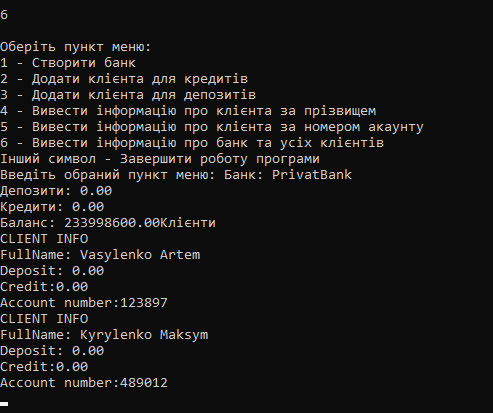 6
Оберіть пункт меню:
1 - Створити банк
2 - Додати клієнта для кредитів
3 - Додати клієнта для депозитів
4 - Вивести інформацію про клієнта за прізвищем
5 - Вивести інформацію про клієнта за номером акаунту
6 - Вивести інформацію про банк та усіх клієнтів
Інший символ - Завершити роботу програми
Введіть обраний пункт меню: Банк: PrivatBank
Депозити: 0.00
Кредити: 0.00
Баланс: 233998600.00Клієнти
CLIENT INFO
FullName: Vasylenko Artem
Deposit: 0.00
Credit:0.00
Account number:123897
CLIENT INFO
FullName: Kyrylenko Maksym
Deposit: 0.00
Credit:0.00
Account number:489012